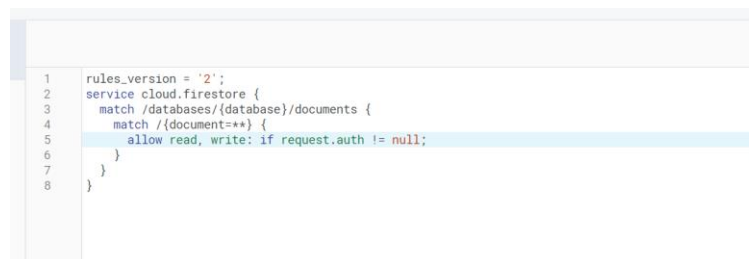 1 rules_version = '2';
2 service cloud.firestore {
3 match /databases/{database}/documents {
4 match /{document=**} {
5 allow read, write: if request.auth != null;
6 }
7 }
8 }